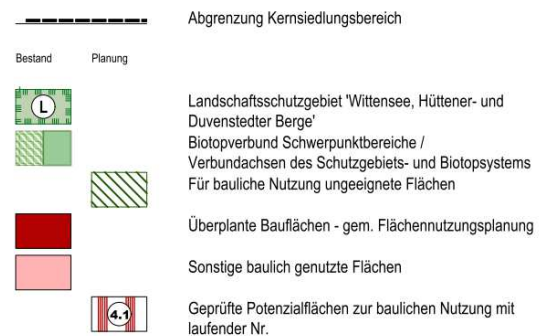 Abgrenzung Kernsiedlungsbereich
Bestand Planung
L
Landschaftsschutzgebiet 'Wittensee, Hüttener- und
Duvenstedter Berge'
Biotopverbund Schwerpunktbereiche /
Verbundachsen des Schutzgebiets- und Biotopsystems
Für bauliche Nutzung ungeeignete Flächen
Überplante Bauflächen - gem. Flächennutzungsplanung
Sonstige baulich genutzte Flächen
4.1
Geprüfte Potenzialflächen zur baulichen Nutzung mit
laufender Nr.